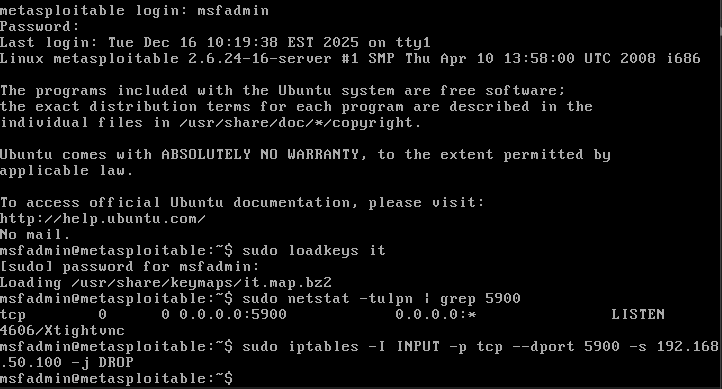 metasploitable login: msfadmin
Password:
Last login: Tue Dec 16 10:19:38 EST 2025 on tty1
Linux metasploitable 2.6.24-16-server #1 SMP Thu Apr 10 13:58:00 UTC 2008 i686

The programs included with the Ubuntu system are free software;
the exact distribution terms for each program are described in the
individual files in /usr/share/doc/*/copyright.

Ubuntu comes with ABSOLUTELY NO WARRANTY, to the extent permitted by
applicable law.

To access official Ubuntu documentation, please visit:
http://help.ubuntu.com/
No mail.
msfadmin@metasploitable:~$ sudo loadkeys it
[sudo] password for msfadmin:
Loading /usr/share/keymaps/it.map.bz2
msfadmin@metasploitable:~$ sudo netstat -tulpn | grep 5900
tcp        0      0 0.0.0.0:5900            0.0.0.0:*               LISTEN
4606/Xtightvnc
msfadmin@metasploitable:~$ sudo iptables -I INPUT -p tcp --dport 5900 -s 192.168
.50.100 -j DROP
msfadmin@metasploitable:~$